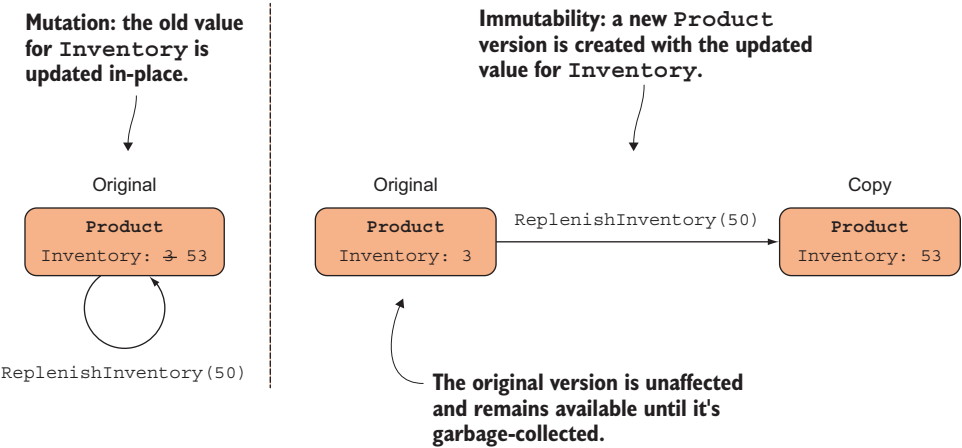 Mutation: the old value
for Inventory is
updated in-place.
Original
Product
Inventory: 3 53
ReplenishInventory(50)
Immutability: a new Product
version is created with the updated
value for Inventory.
Original
Product
Inventory: 3
ReplenishInventory(50)
Copy
Product
Inventory: 53
The original version is unaffected
and remains available until it's
garbage-collected.